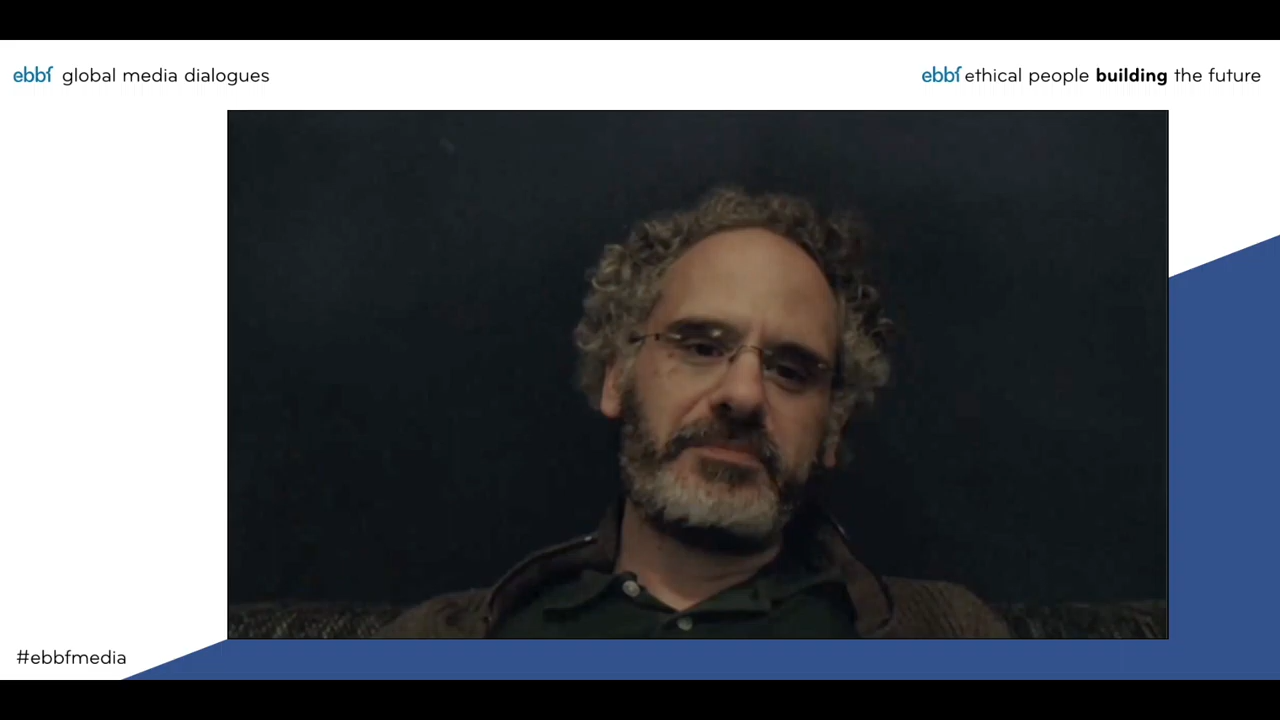 ebbf global media dialogues
ebbf ethical people building the future
#ebbfmedia